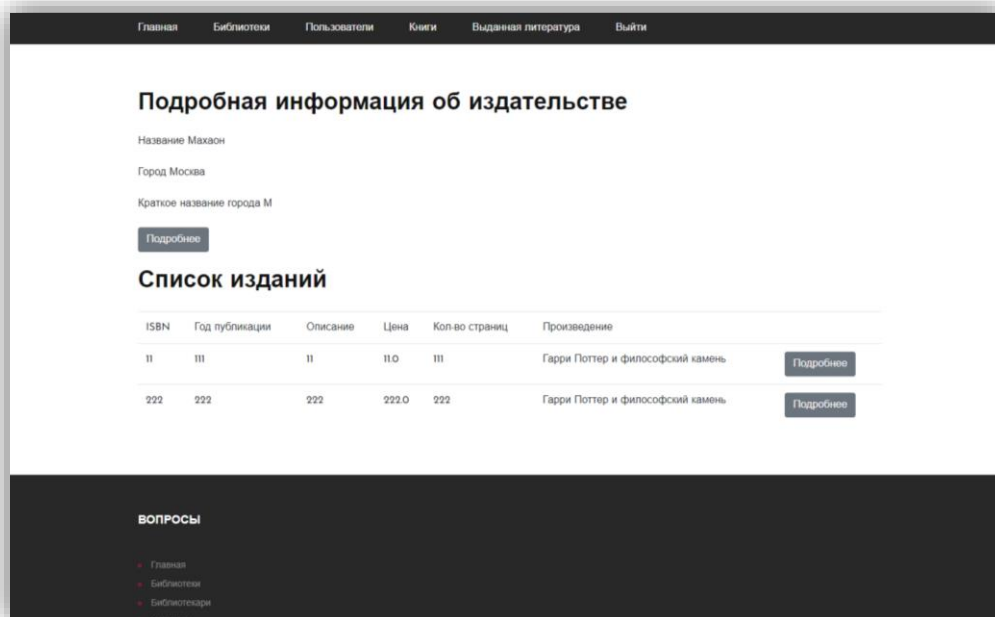 Главная Библиотеки Пользователи Книги Выданная литература Выйти
Подробная информация об издательстве
Название Махаон
Город Москва
Краткое название города М
Подробнее
Список изданий
ISBN Год публикации Описание Цена Кол-во страниц Произведение
11 111 11 11.0 111 Гарри Поттер и философский камень Подробнее
222 222 222 222.0 222 Гарри Поттер и философский камень Подробнее
ВОПРОСЫ
Главная
Библиотеки
Библиотекари